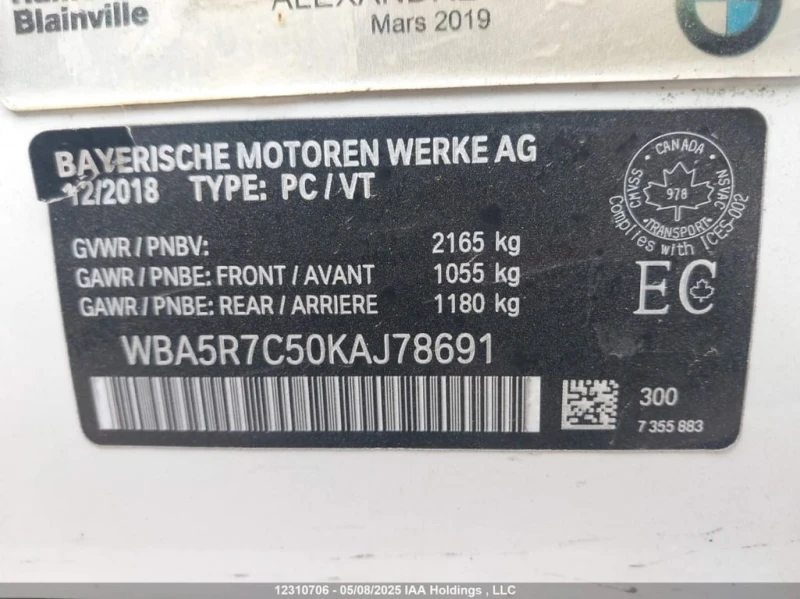 Blainville
Mars 2019
BAYERISCHE MOTOREN WERKE AG
12/2018 TYPE: PC / VT
GVWR / PNBV: 2165 kg
GAWR / PNBE: FRONT / AVANT 1055 kg
GAWR / PNBE: REAR / ARRIERE 1180 kg
WBA5R7C50KAJ78691
CANADA
CMVSS
NSVAC
978
TRANSPORT
Complies with ICES-002
EC
300
7 355 883
12310706 - 05/08/2025 IAA Holdings , LLC